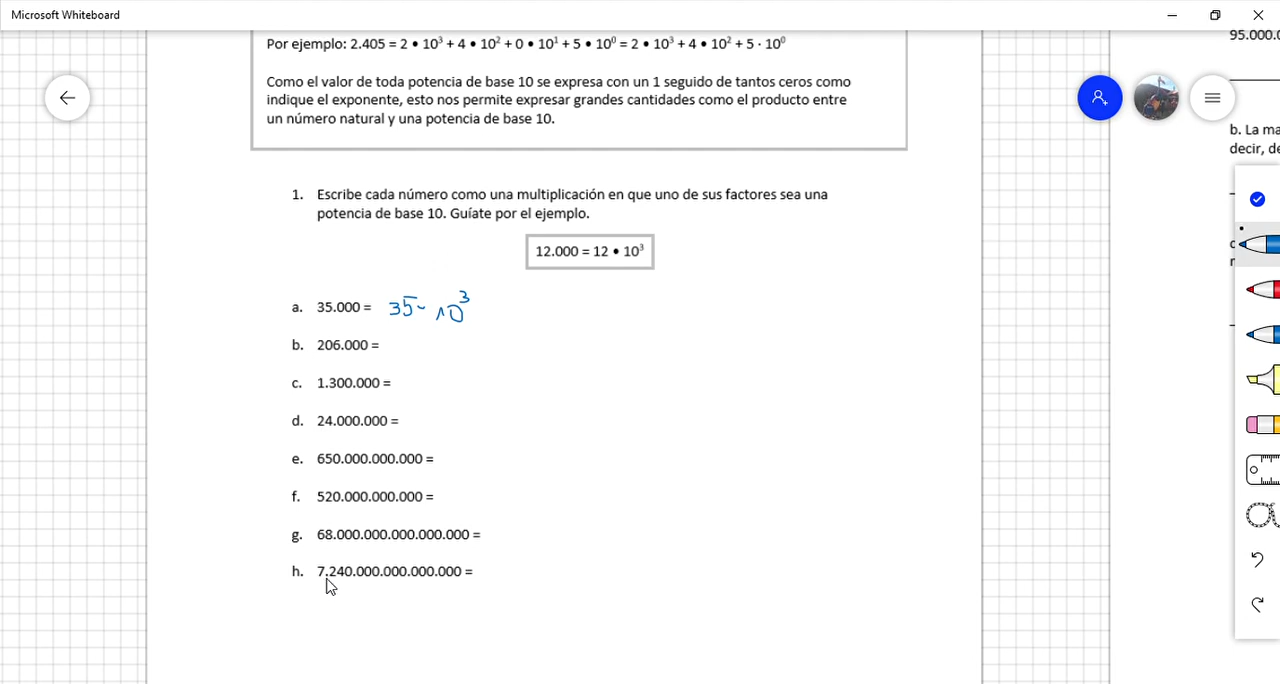 Microsoft Whiteboard
Por ejemplo: 2.405 = 2 • 10³ + 4 • 10² + 0 • 10¹ + 5 • 10⁰ = 2 • 10³ + 4 • 10² + 5 · 10⁰
Como el valor de toda potencia de base 10 se expresa con un 1 seguido de tantos ceros como
indique el exponente, esto nos permite expresar grandes cantidades como el producto entre
un número natural y una potencia de base 10.
1. Escribe cada número como una multiplicación en que uno de sus factores sea una
potencia de base 10. Guíate por el ejemplo.
12.000 = 12 • 10³
a. 35.000 = 35 · 10³
b. 206.000 =
c. 1.300.000 =
d. 24.000.000 =
e. 650.000.000.000 =
f. 520.000.000.000 =
g. 68.000.000.000.000.000 =
h. 7.240.000.000.000.000 =
95.000.0
b. La ma
decir, de